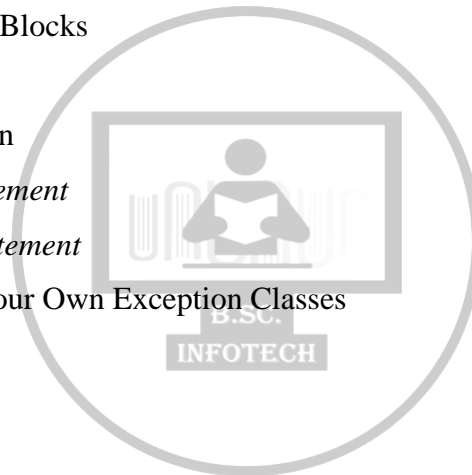 Blocks
n
ement
tement
our Own Exception Classes
B.SC.
INFOTECH